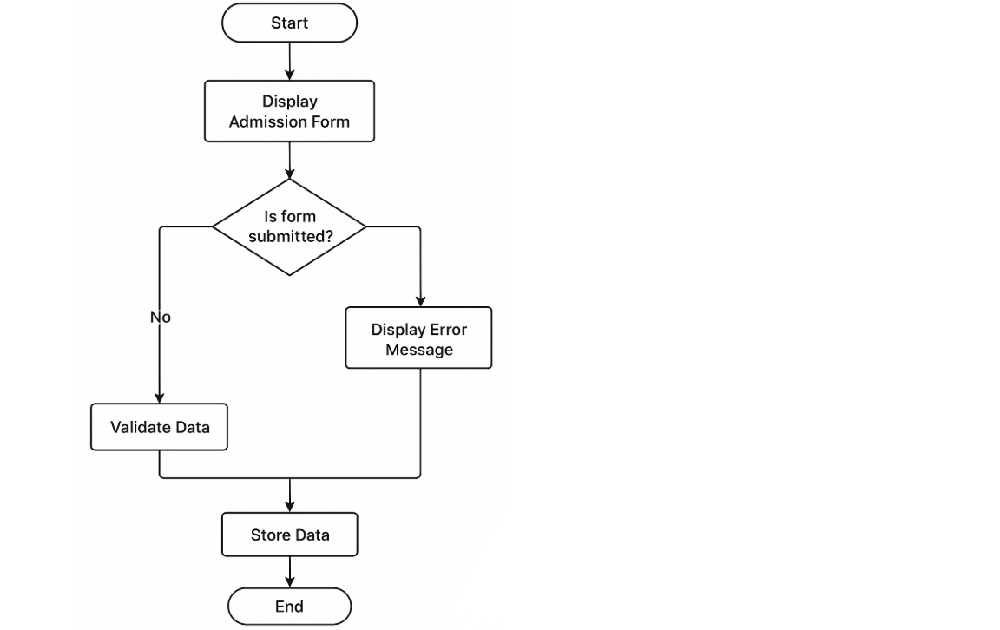 Start
Display
Admission Form
Is form
submitted?
No
Display Error
Message
Validate Data
Store Data
End